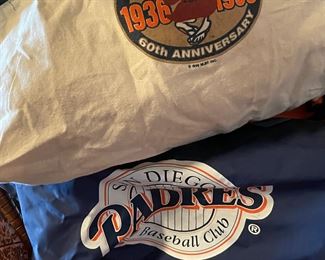 1936
60th ANNIVERSARY
SAN DIEGO
PADRES
Baseball Club
®